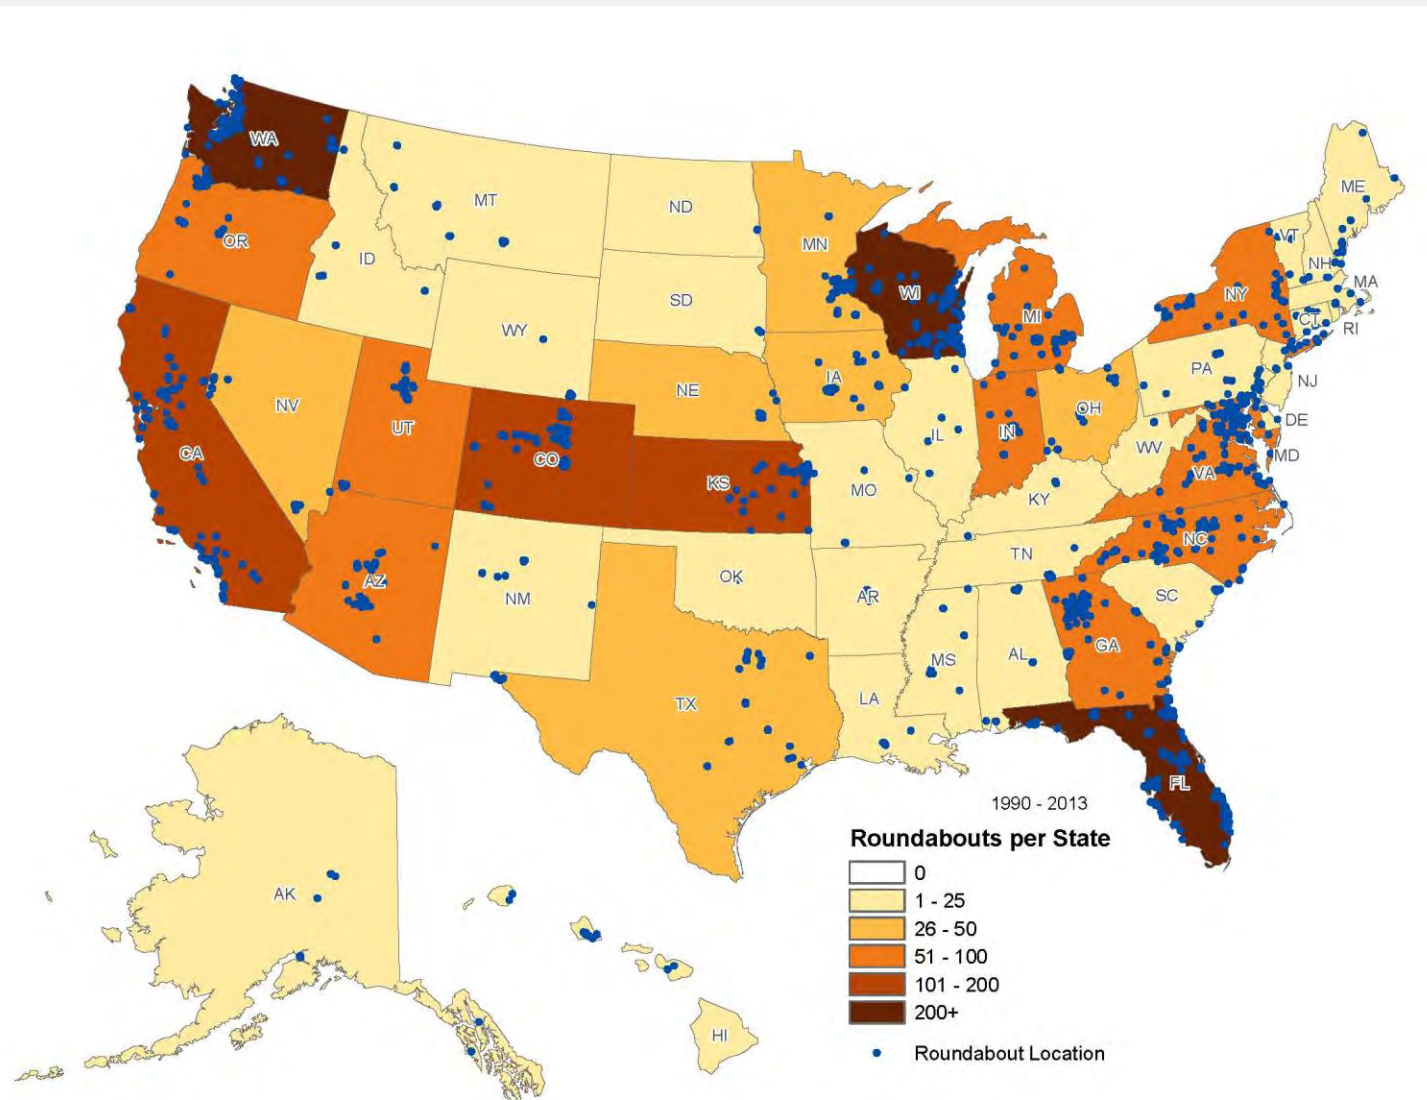 WA
MT
ND
MN
ME
OR
ID
SD
WI
MI
NY
VT
NH
MA
CT
RI
WY
NE
IA
PA
NJ
NV
UT
CO
KS
MO
IL
IN
OH
WV
VA
DE
MD
CA
KY
AZ
NM
OK
AR
TN
NC
SC
TX
LA
MS
AL
GA
FL
AK
HI
1990 - 2013
Roundabouts per State
0
1 - 25
26 - 50
51 - 100
101 - 200
200+
Roundabout Location